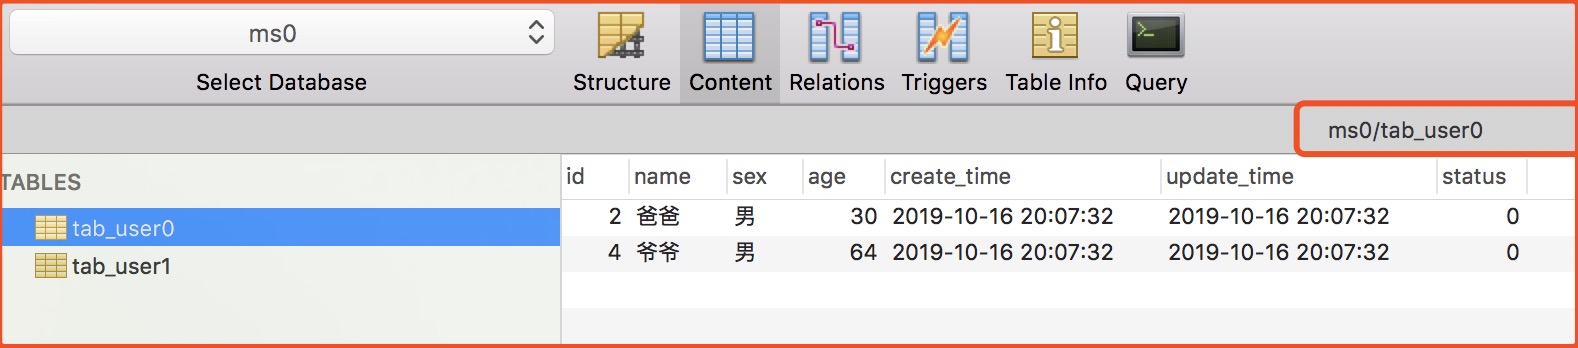 ms0
Select Database
Structure Content Relations Triggers Table Info Query
ms0/tab_user0
TABLES
tab_user0
tab_user1
id name sex age create_time update_time status
2 爸爸 男 30 2019-10-16 20:07:32 2019-10-16 20:07:32 0
4 爷爷 男 64 2019-10-16 20:07:32 2019-10-16 20:07:32 0